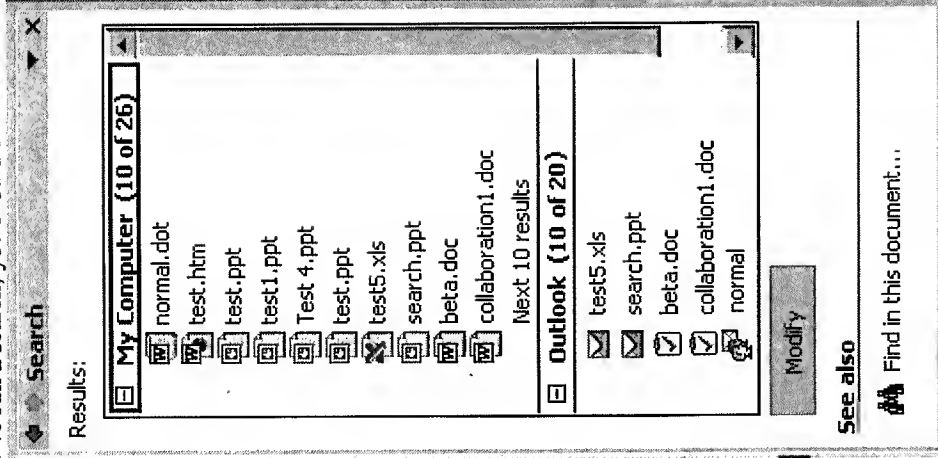 Search
Results:
My Computer (10 of 26)
normal.dot
test.htm
test.ppt
test1.ppt
Test 4.ppt
test.ppt
test5.xls
search.ppt
beta.doc
collaboration1.doc
Next 10 results
Outlook (10 of 20)
test5.xls
search.ppt
beta.doc
collaboration1.doc
normal
Modify
See also
Find in this document...